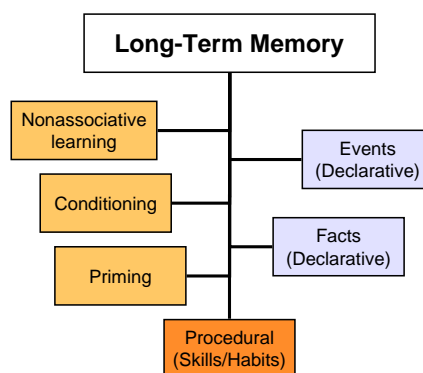 Long-Term Memory
Nonassociative
learning
Events
(Declarative)
Conditioning
Facts
(Declarative)
Priming
Procedural
(Skills/Habits)